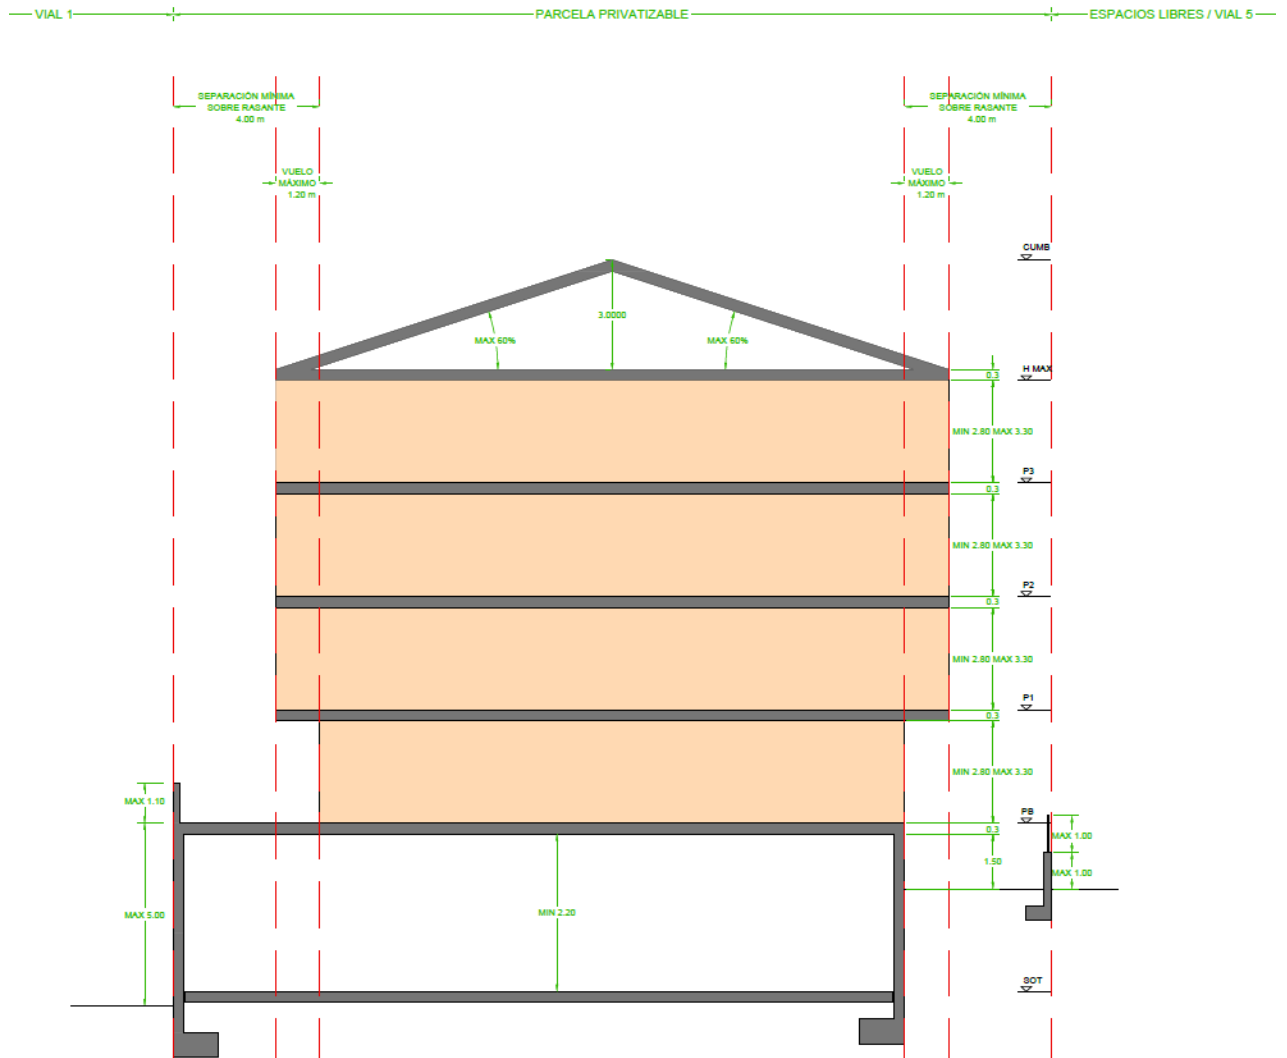 VIAL 1
PARCELA PRIVATIZABLE
ESPACIOS LIBRES / VIAL 5
SEPARACIÓN MÍNIMA
SOBRE RASANTE
4.00 m
SEPARACIÓN MÍNIMA
SOBRE RASANTE
4.00 m
VUELO
MÁXIMO
1.20 m
VUELO
MÁXIMO
1.20 m
CUMB
3.0000
MAX 60%
MAX 60%
0.3
H MAX
MIN 2.80 MAX 3.30
P3
0.3
MIN 2.80 MAX 3.30
P2
0.3
MIN 2.80 MAX 3.30
P1
0.3
MIN 2.80 MAX 3.30
MAX 1.10
PB
0.3
MAX 1.00
1.50
MAX 1.00
MAX 5.00
MIN 2.20
SOT